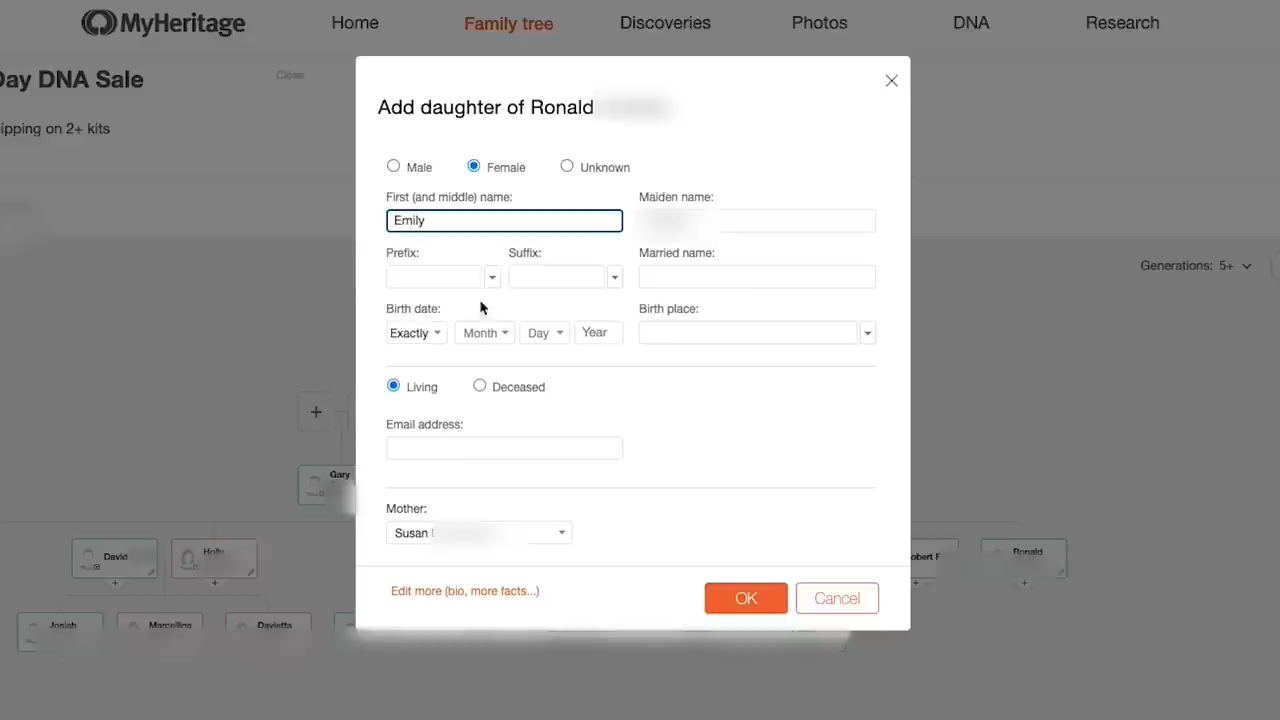 MyHeritage Home Family tree Discoveries Photos DNA Research
Day DNA Sale
Close
ipping on 2+ kits
Add daughter of Ronald
Male Female Unknown
First (and middle) name: Maiden name:
Emily
Prefix: Suffix: Married name:
Birth date: Birth place:
Exactly Month Day Year
Generations: 5+
Living Deceased
Email address:
Mother:
Susan
Edit more (bio, more facts...)
OK Cancel
+
Gary
David Holly obert F Ronald
Josiah Marcellina Davietta